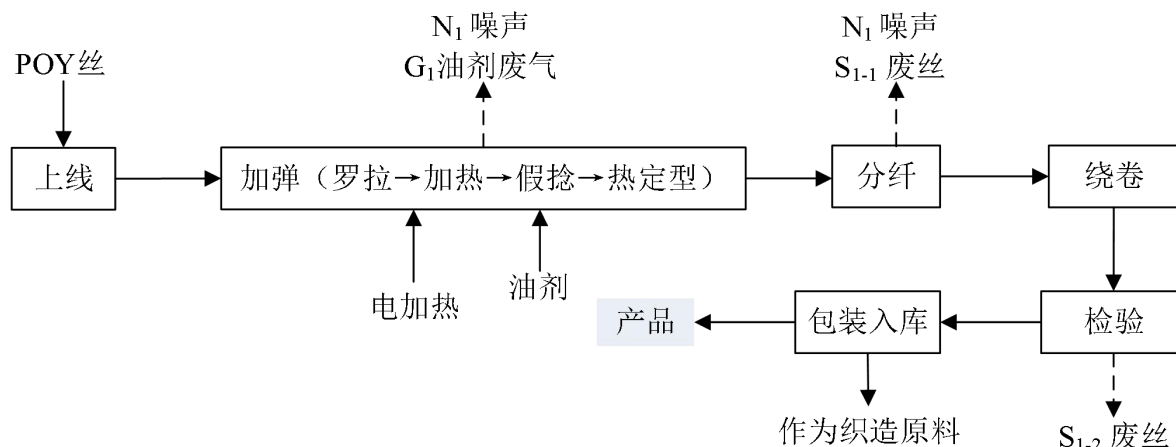 POY丝
N₁ 噪声
G₁油剂废气
N₁ 噪声
S₁₋₁ 废丝
上线
加弹（罗拉→加热→假捻→热定型）
分纤
绕卷
电加热
油剂
产品
包装入库
检验
作为织造原料
S₁₋₂ 废丝